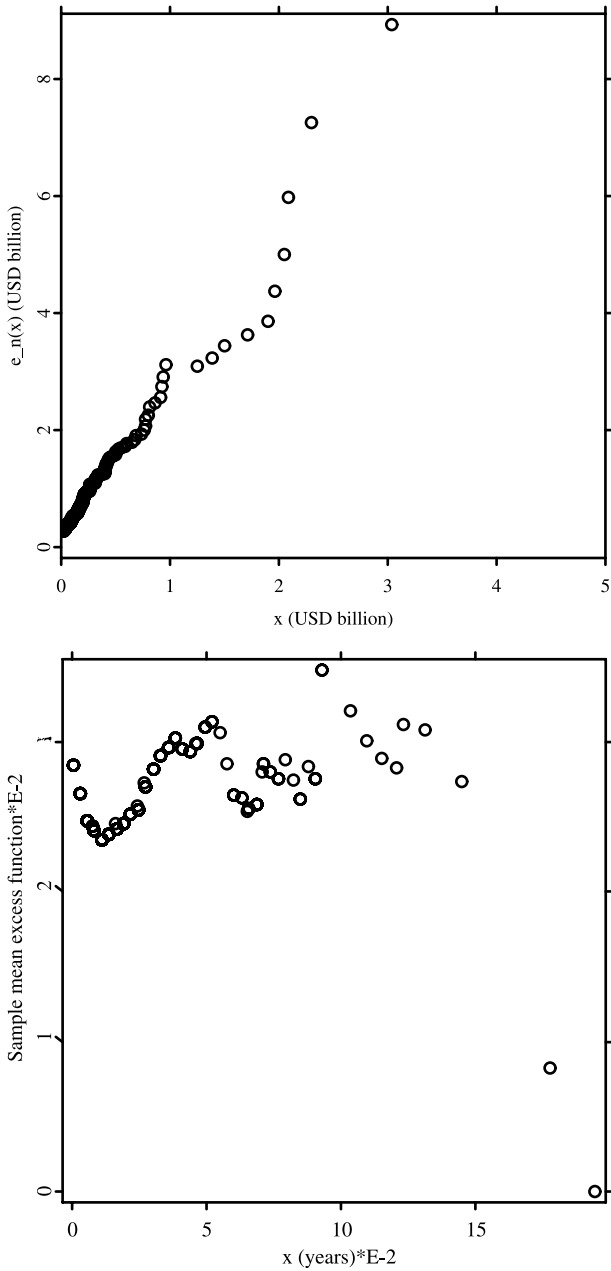 8
6
4
2
0
e_n(x) (USD billion)
0 1 2 3 4 5
x (USD billion)
2
1
0
Sample mean excess function*E-2
0 5 10 15
x (years)*E-2